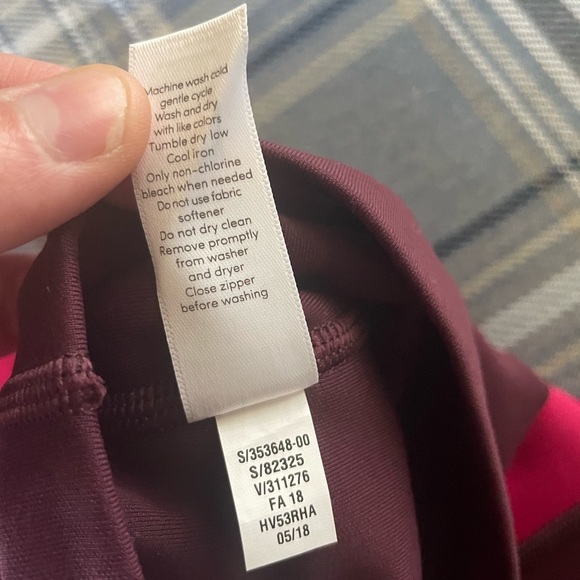 Machine wash cold
gentle cycle
Wash and dry
with like colors
Tumble dry low
Cool iron
Only non-chlorine
bleach when needed
Do not use fabric
softener
Do not dry clean
Remove promptly
from washer
and dryer
Close zipper
before washing
S/353648-00
S/82325
V/311276
FA 18
HV53RHA
05/18